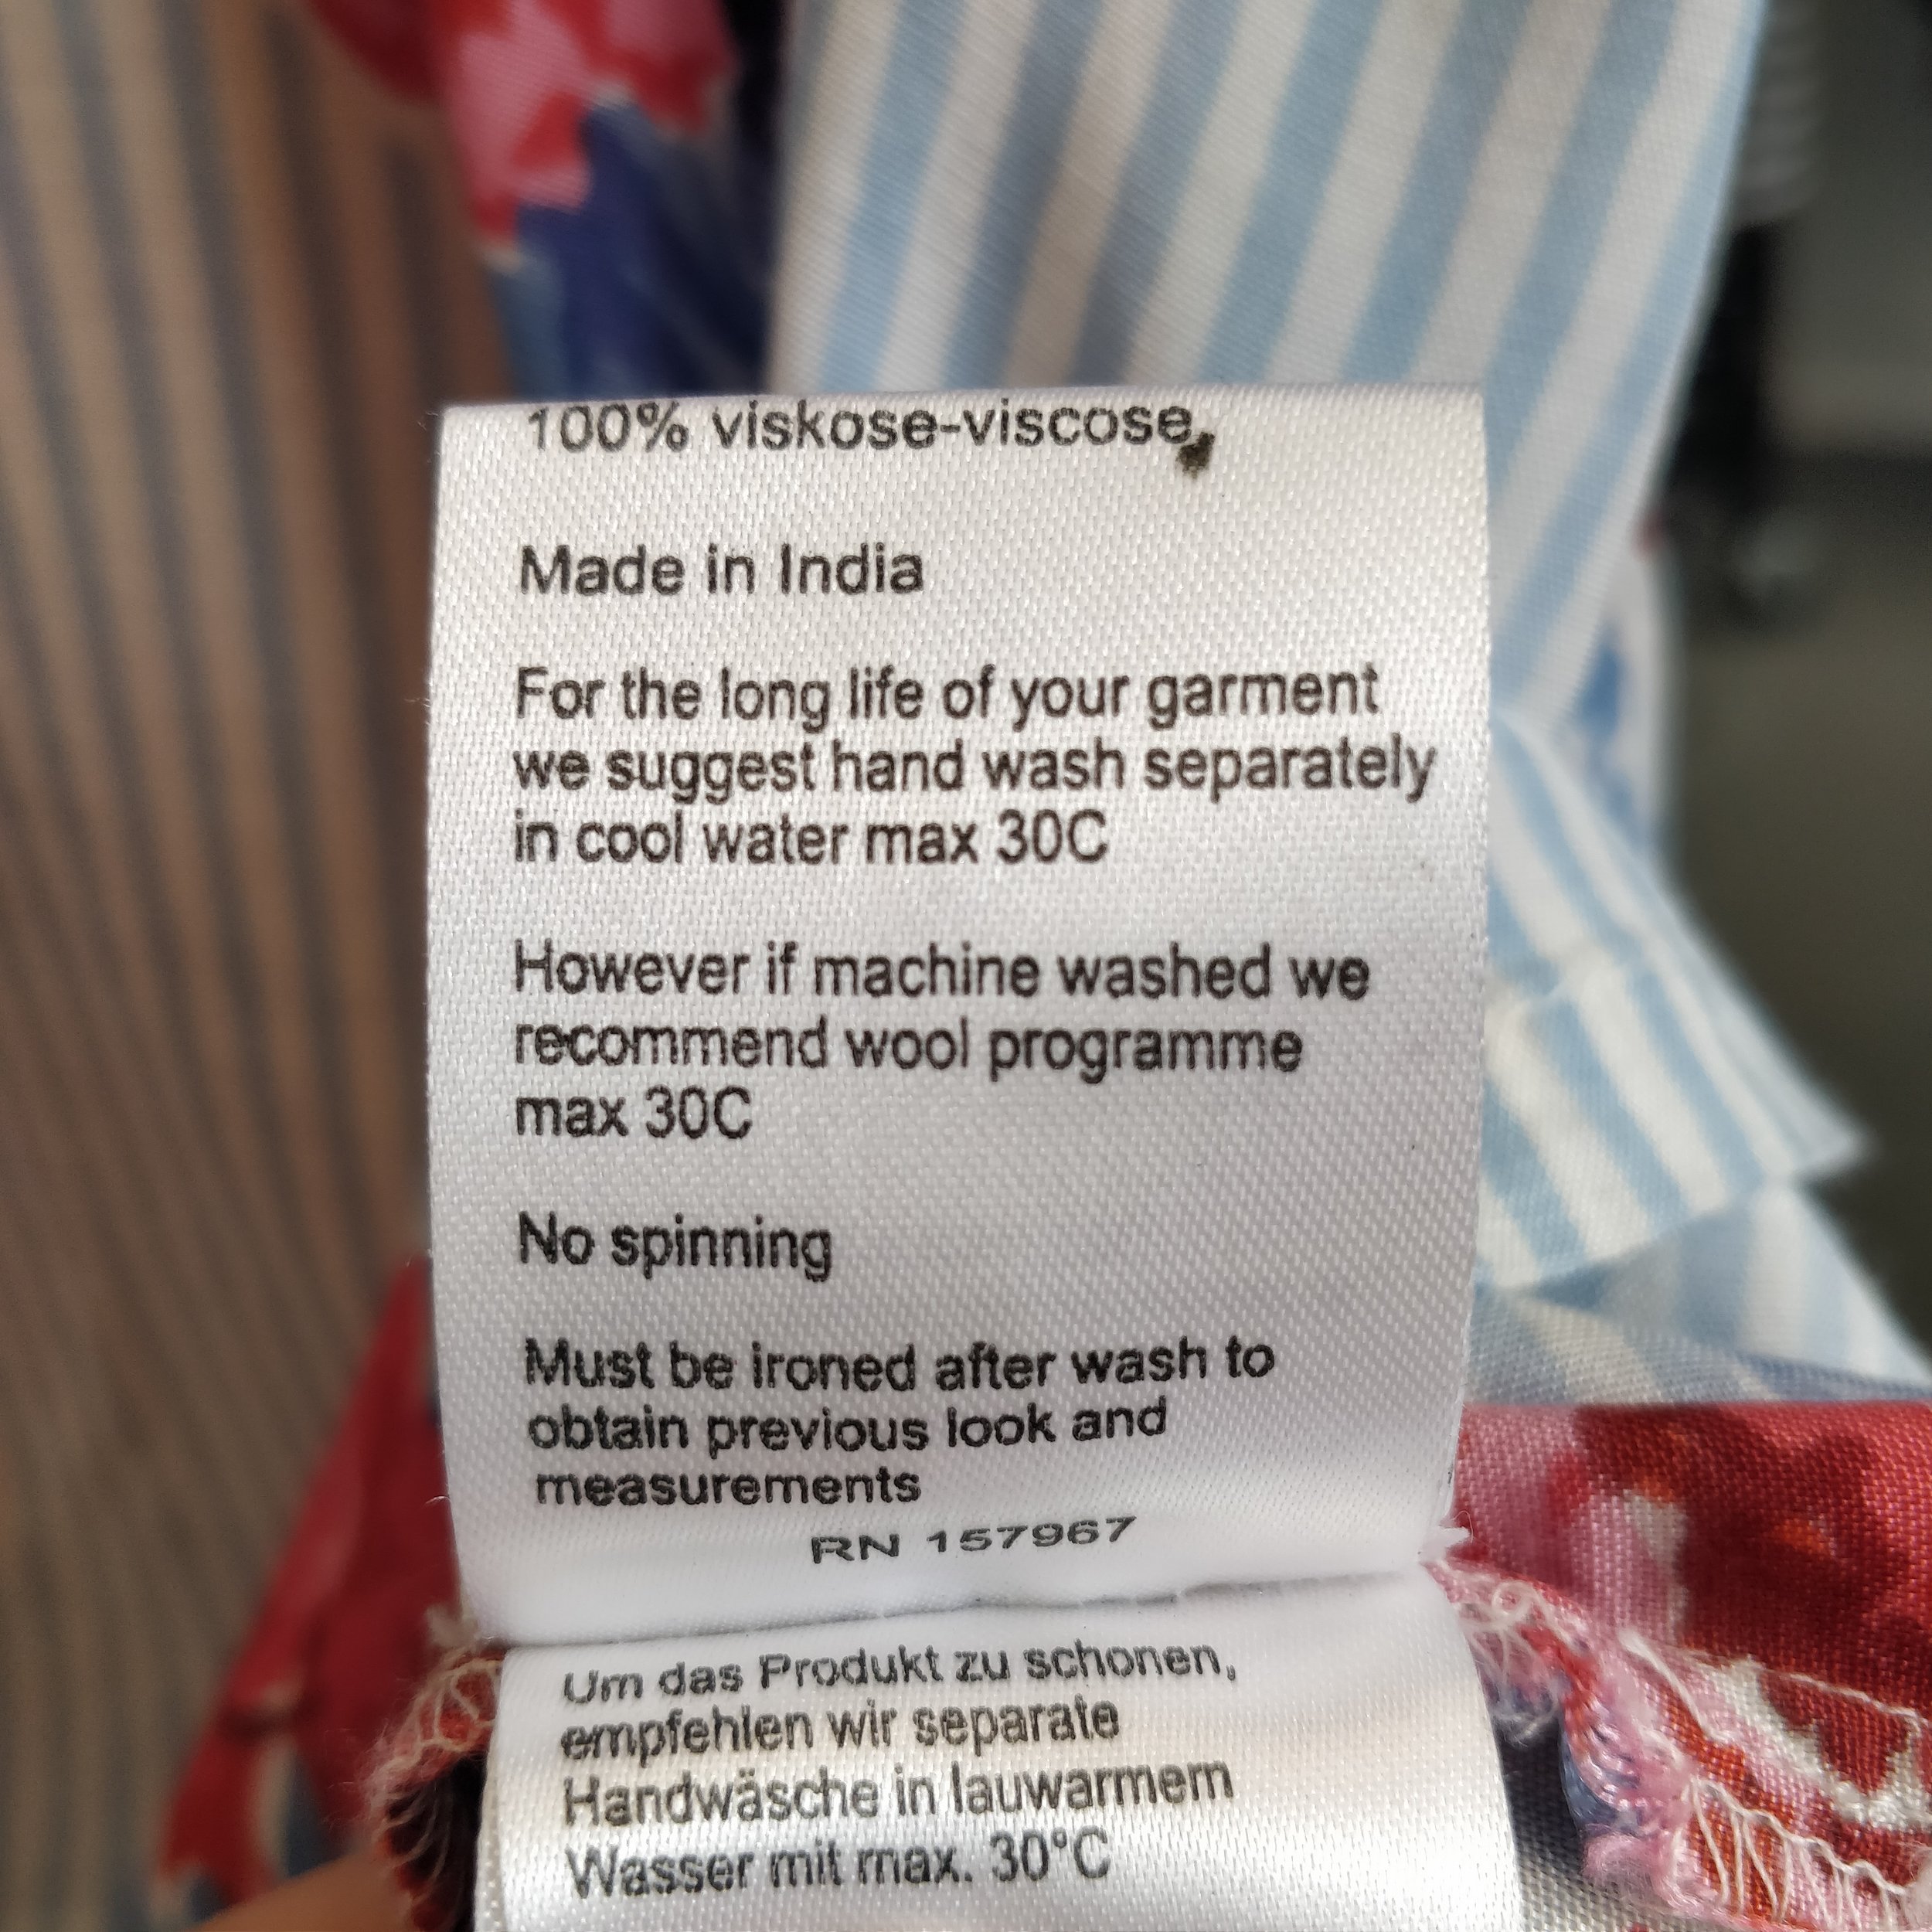 100% viskose-viscose,
Made in India
For the long life of your garment
we suggest hand wash separately
in cool water max 30C
However if machine washed we
recommend wool programme
max 30C
No spinning
Must be ironed after wash to
obtain previous look and
measurements
RN 157967
Um das Produkt zu schonen,
empfehlen wir separate
Handwäsche in lauwarmem
Wasser mit max. 30°C